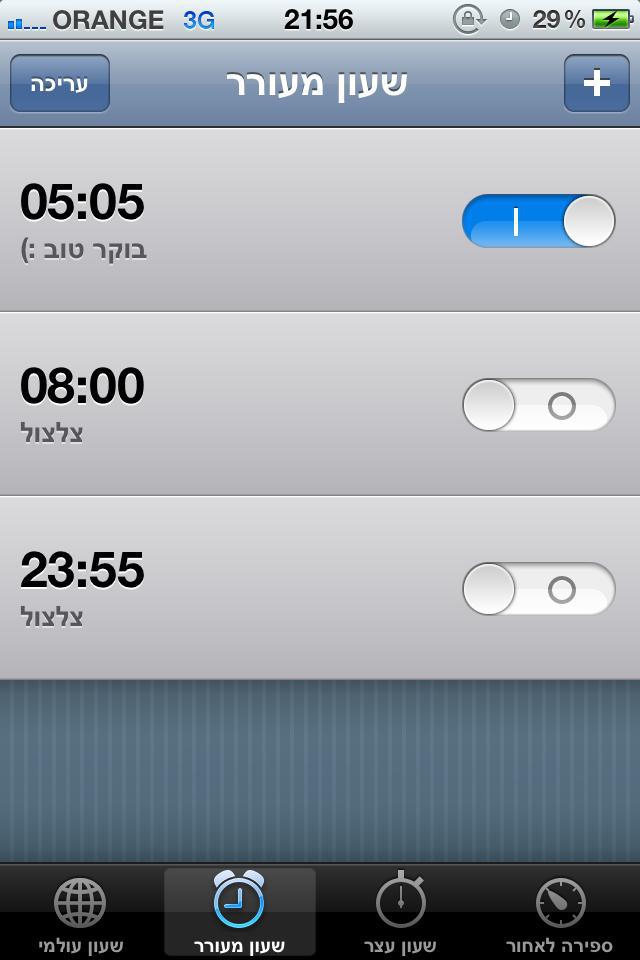 ORANGE 3G 21:56 29%
עריכה שעון מעורר +
05:05
בוקר טוב :)
08:00
צלצול
23:55
צלצול
שעון עולמי שעון מעורר שעון עצר ספירה לאחור